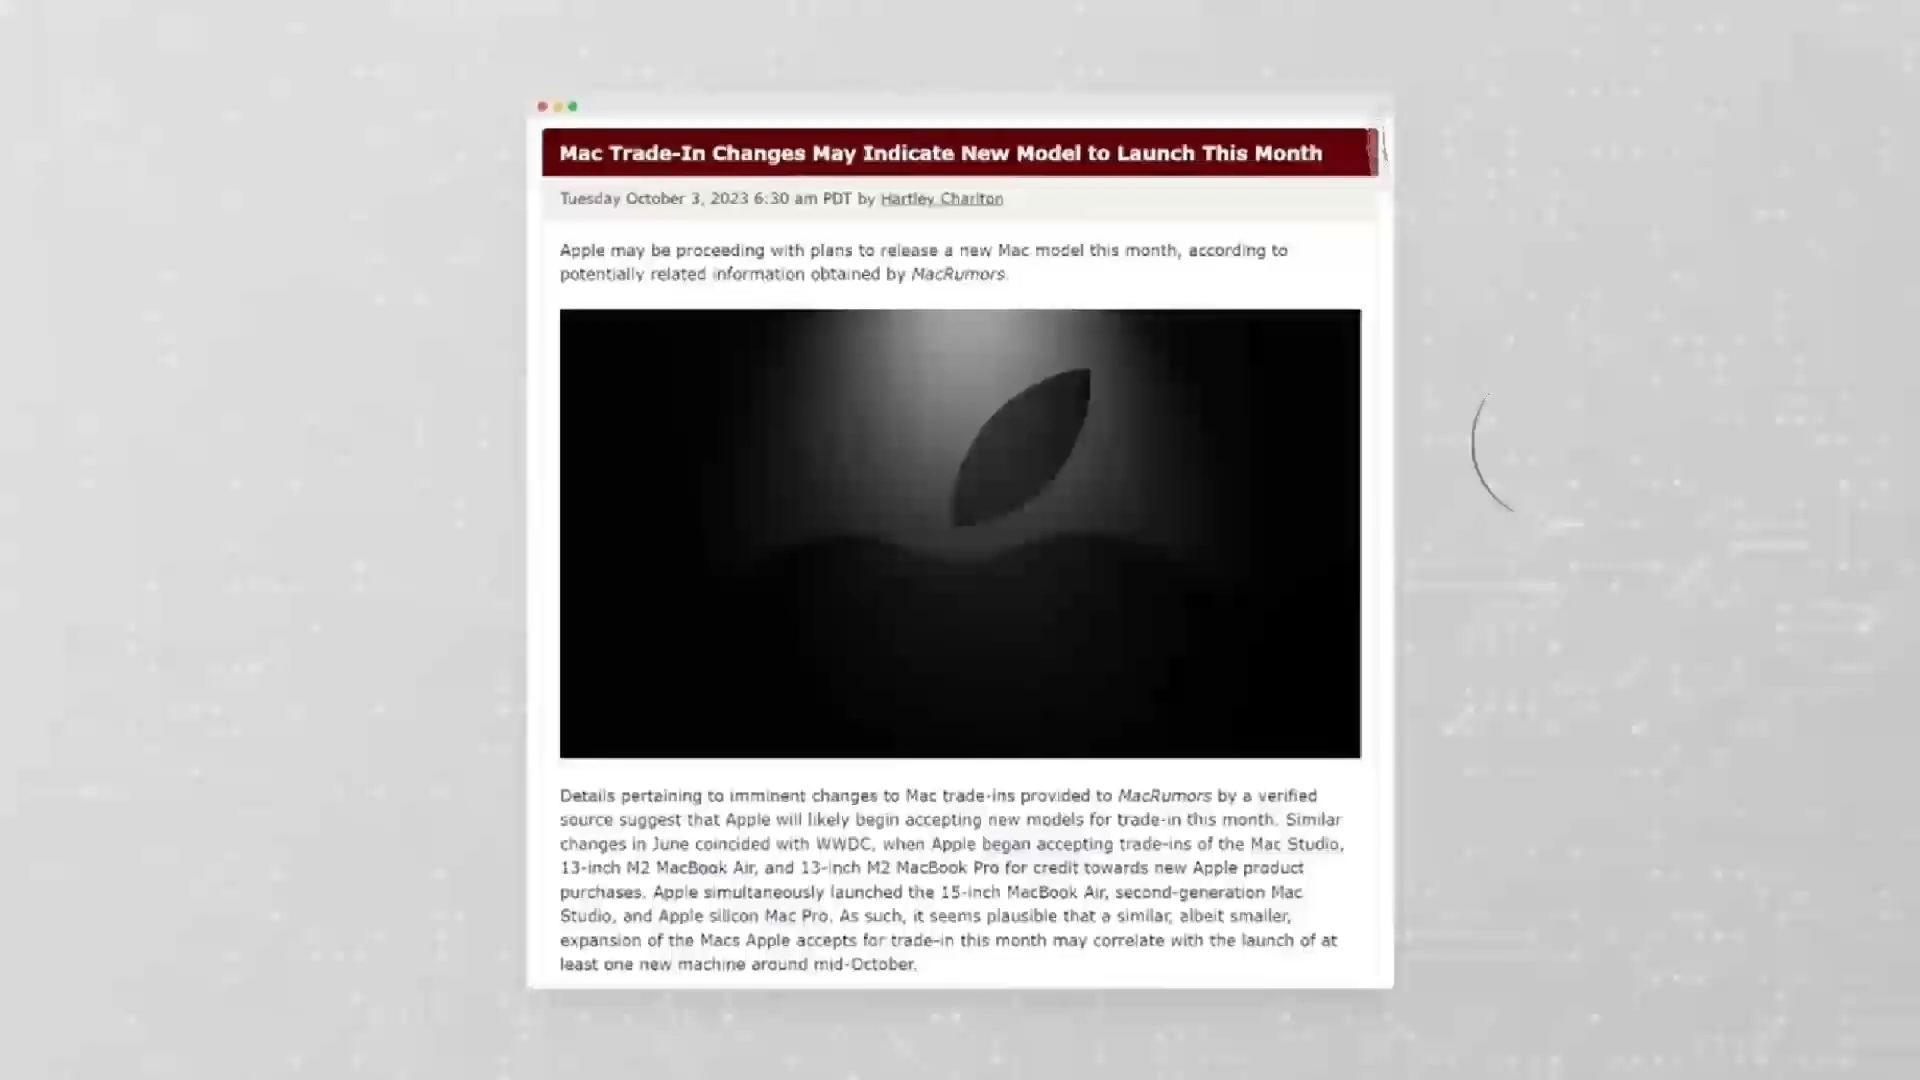 Mac Trade-In Changes May Indicate New Model to Launch This Month
Tuesday October 3, 2023 6:30 am PDT by Hartley Charlton
Apple may be proceeding with plans to release a new Mac model this month, according to
potentially related information obtained by MacRumors.
Details pertaining to imminent changes to Mac trade-ins provided to MacRumors by a verified
source suggest that Apple will likely begin accepting new models for trade-in this month. Similar
changes in June coincided with WWDC, when Apple began accepting trade-ins of the Mac Studio,
13-inch M2 MacBook Air, and 13-inch M2 MacBook Pro for credit towards new Apple product
purchases. Apple simultaneously launched the 15-inch MacBook Air, second-generation Mac
Studio, and Apple silicon Mac Pro. As such, it seems plausible that a similar, albeit smaller,
expansion of the Macs Apple accepts for trade-in this month may correlate with the launch of at
least one new machine around mid-October.